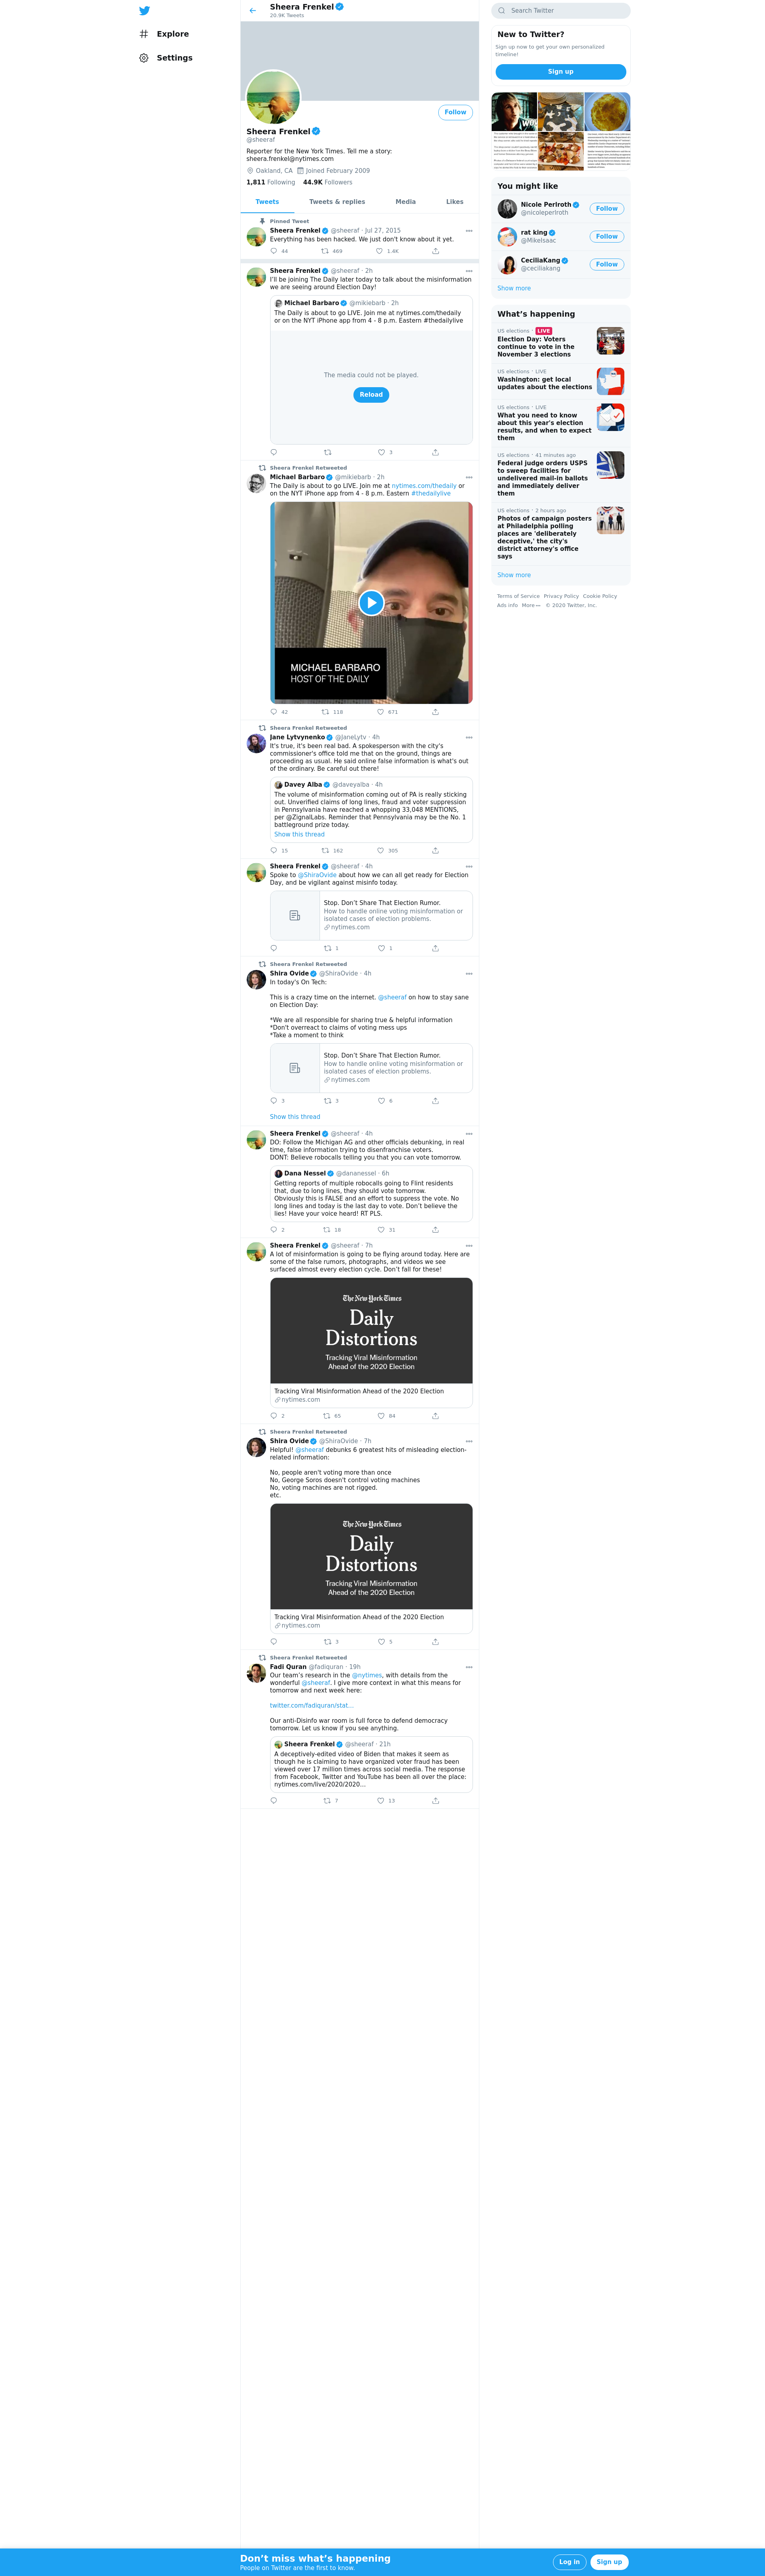 Explore
Settings
Sheera Frenkel
20.9K Tweets
Follow
Sheera Frenkel
@sheeraf
Reporter for the New York Times. Tell me a story:
sheera.frenkel@nytimes.com
Oakland, CA Joined February 2009
1,811 Following 44.9K Followers
Tweets Tweets & replies Media Likes
Pinned Tweet
Sheera Frenkel @sheeraf · Jul 27, 2015
Everything has been hacked. We just don't know about it yet.
44 469 1.4K
Sheera Frenkel @sheeraf · 2h
I'll be joining The Daily later today to talk about the misinformation
we are seeing around Election Day!
Michael Barbaro @mikiebarb · 2h
The Daily is about to go LIVE. Join me at nytimes.com/thedaily
or on the NYT iPhone app from 4 - 8 p.m. Eastern #thedailylive
The media could not be played.
Reload
3
Sheera Frenkel Retweeted
Michael Barbaro @mikiebarb · 2h
The Daily is about to go LIVE. Join me at nytimes.com/thedaily or
on the NYT iPhone app from 4 - 8 p.m. Eastern #thedailylive
MICHAEL BARBARO
HOST OF THE DAILY
42 118 671
Sheera Frenkel Retweeted
Jane Lytvynenko @JaneLytv · 4h
It's true, it's been real bad. A spokesperson with the city's
commissioner's office told me that on the ground, things are
proceeding as usual. He said online false information is what's out
of the ordinary. Be careful out there!
Davey Alba @daveyalba · 4h
The volume of misinformation coming out of PA is really sticking
out. Unverified claims of long lines, fraud and voter suppression
in Pennsylvania have reached a whopping 33,048 MENTIONS,
per @ZignalLabs. Reminder that Pennsylvania may be the No. 1
battleground prize today.
Show this thread
15 162 305
Sheera Frenkel @sheeraf · 4h
Spoke to @ShiraOvide about how we can all get ready for Election
Day, and be vigilant against misinfo today.
Stop. Don't Share That Election Rumor.
How to handle online voting misinformation or
isolated cases of election problems.
nytimes.com
1 1
Sheera Frenkel Retweeted
Shira Ovide @ShiraOvide · 4h
In today's On Tech:
This is a crazy time on the internet. @sheeraf on how to stay sane
on Election Day:
*We are all responsible for sharing true & helpful information
*Don't overreact to claims of voting mess ups
*Take a moment to think
Stop. Don't Share That Election Rumor.
How to handle online voting misinformation or
isolated cases of election problems.
nytimes.com
3 3 6
Show this thread
Sheera Frenkel @sheeraf · 4h
DO: Follow the Michigan AG and other officials debunking, in real
time, false information trying to disenfranchise voters.
DONT: Believe robocalls telling you that you can vote tomorrow.
Dana Nessel @dananessel · 6h
Getting reports of multiple robocalls going to Flint residents
that, due to long lines, they should vote tomorrow.
Obviously this is FALSE and an effort to suppress the vote. No
long lines and today is the last day to vote. Don't believe the
lies! Have your voice heard! RT PLS.
2 18 31
Sheera Frenkel @sheeraf · 7h
A lot of misinformation is going to be flying around today. Here are
some of the false rumors, photographs, and videos we see
surfaced almost every election cycle. Don't fall for these!
The New York Times
Daily
Distortions
Tracking Viral Misinformation
Ahead of the 2020 Election
Tracking Viral Misinformation Ahead of the 2020 Election
nytimes.com
2 65 84
Sheera Frenkel Retweeted
Shira Ovide @ShiraOvide · 7h
Helpful! @sheeraf debunks 6 greatest hits of misleading election-
related information:
No, people aren't voting more than once
No, George Soros doesn't control voting machines
No, voting machines are not rigged.
etc.
The New York Times
Daily
Distortions
Tracking Viral Misinformation
Ahead of the 2020 Election
Tracking Viral Misinformation Ahead of the 2020 Election
nytimes.com
3 5
Sheera Frenkel Retweeted
Fadi Quran @fadiquran · 19h
Our team's research in the @nytimes, with details from the
wonderful @sheeraf. I give more context in what this means for
tomorrow and next week here:
twitter.com/fadiquran/stat…
Our anti-Disinfo war room is full force to defend democracy
tomorrow. Let us know if you see anything.
Sheera Frenkel @sheeraf · 21h
A deceptively-edited video of Biden that makes it seem as
though he is claiming to have organized voter fraud has been
viewed over 17 million times across social media. The response
from Facebook, Twitter and YouTube has been all over the place:
nytimes.com/live/2020/2020…
7 13
Search Twitter
New to Twitter?
Sign up now to get your own personalized
timeline!
Sign up
You might like
Nicole Perlroth
@nicoleperlroth
Follow
rat king
@MikeIsaac
Follow
CeciliaKang
@ceciliakang
Follow
Show more
What's happening
US elections · LIVE
Election Day: Voters
continue to vote in the
November 3 elections
US elections · LIVE
Washington: get local
updates about the elections
US elections · LIVE
What you need to know
about this year's election
results, and when to expect
them
US elections · 41 minutes ago
Federal judge orders USPS
to sweep facilities for
undelivered mail-in ballots
and immediately deliver
them
US elections · 2 hours ago
Photos of campaign posters
at Philadelphia polling
places are 'deliberately
deceptive,' the city's
district attorney's office
says
Show more
Terms of Service Privacy Policy Cookie Policy
Ads info More © 2020 Twitter, Inc.
Don't miss what's happening
People on Twitter are the first to know.
Log in Sign up